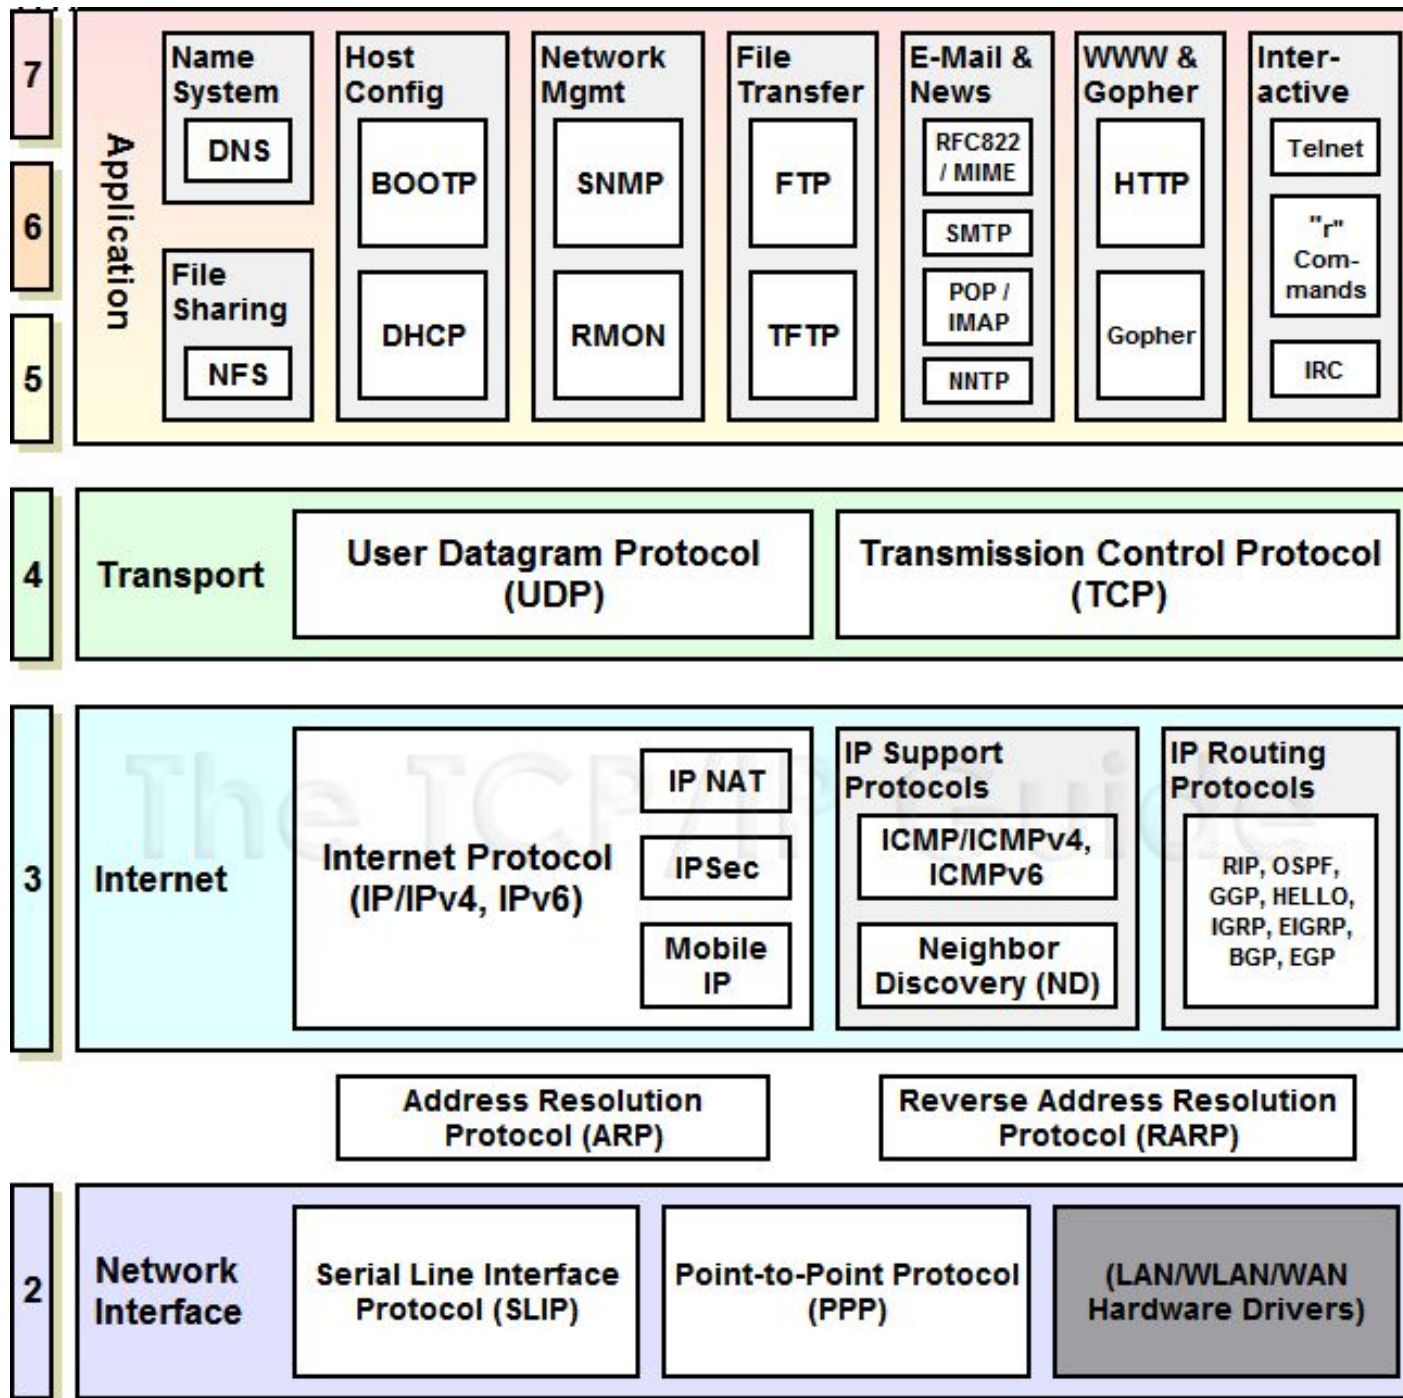 7
6
5
Application
Name
System
DNS
File
Sharing
NFS
Host
Config
BOOTP
DHCP
Network
Mgmt
SNMP
RMON
File
Transfer
FTP
TFTP
E-Mail &
News
RFC822
/ MIME
SMTP
POP /
IMAP
NNTP
WWW &
Gopher
HTTP
Gopher
Inter-
active
Telnet
"r"
Com-
mands
IRC
4
Transport
User Datagram Protocol
(UDP)
Transmission Control Protocol
(TCP)
The TCP/IP Guide
3
Internet
Internet Protocol
(IP/IPv4, IPv6)
IP NAT
IPSec
Mobile
IP
IP Support
Protocols
ICMP/ICMPv4,
ICMPv6
Neighbor
Discovery (ND)
IP Routing
Protocols
RIP, OSPF,
GGP, HELLO,
IGRP, EIGRP,
BGP, EGP
Address Resolution
Protocol (ARP)
Reverse Address Resolution
Protocol (RARP)
2
Network
Interface
Serial Line Interface
Protocol (SLIP)
Point-to-Point Protocol
(PPP)
(LAN/WLAN/WAN
Hardware Drivers)